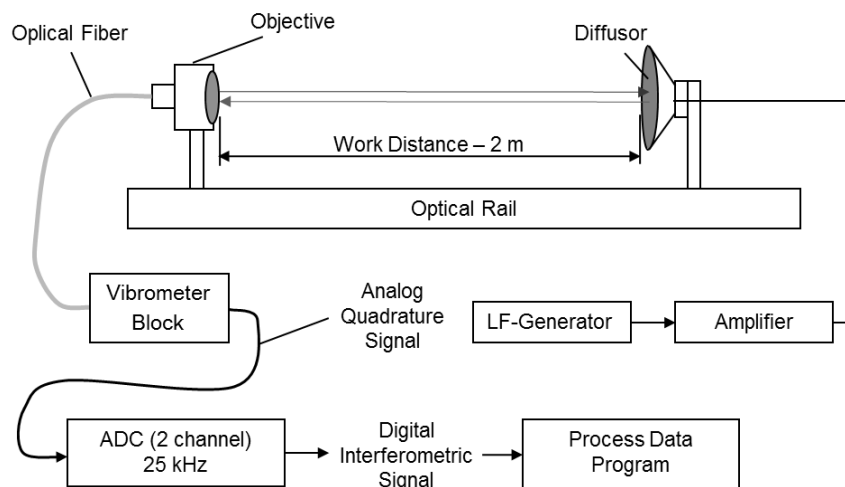 Oplical Fiber
Objective
Diffusor
Work Distance – 2 m
Optical Rail
Vibrometer
Block
Analog
Quadrature
Signal
LF-Generator
Amplifier
ADC (2 channel)
25 kHz
Digital
Interferometric
Signal
Process Data
Program